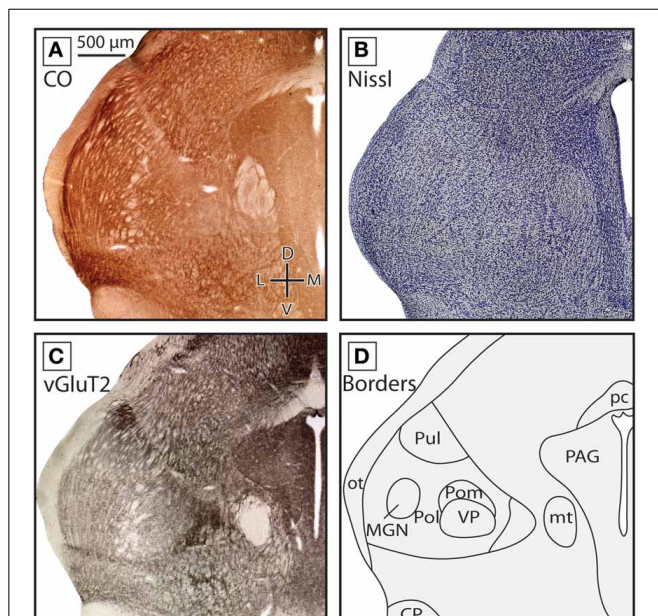 A
500 µm
CO
D
L M
V
B
Nissl
C
vGluT2
D
Borders
pc
Pul
PAG
ot
Pom
MGN
Pol
VP
mt
CP